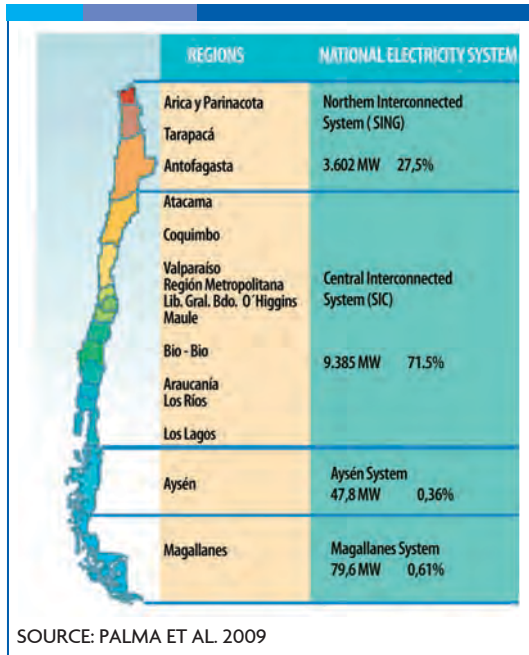 REGIONS
NATIONAL ELECTRICITY SYSTEM
Arica y Parinacota
Tarapacá
Antofagasta
Northem Interconnected
System ( SING)
3.602 MW 27,5%
Atacama
Coquimbo
Valparaíso
Región Metropolitana
Lib. Gral. Bdo. O´Higgins
Maule
Bio - Bio
Araucanía
Los Ríos
Los Lagos
Central Interconnected
System (SIC)
9.385 MW 71.5%
Aysén
Aysén System
47,8 MW 0,36%
Magallanes
Magallanes System
79,6 MW 0,61%
SOURCE: PALMA ET AL. 2009